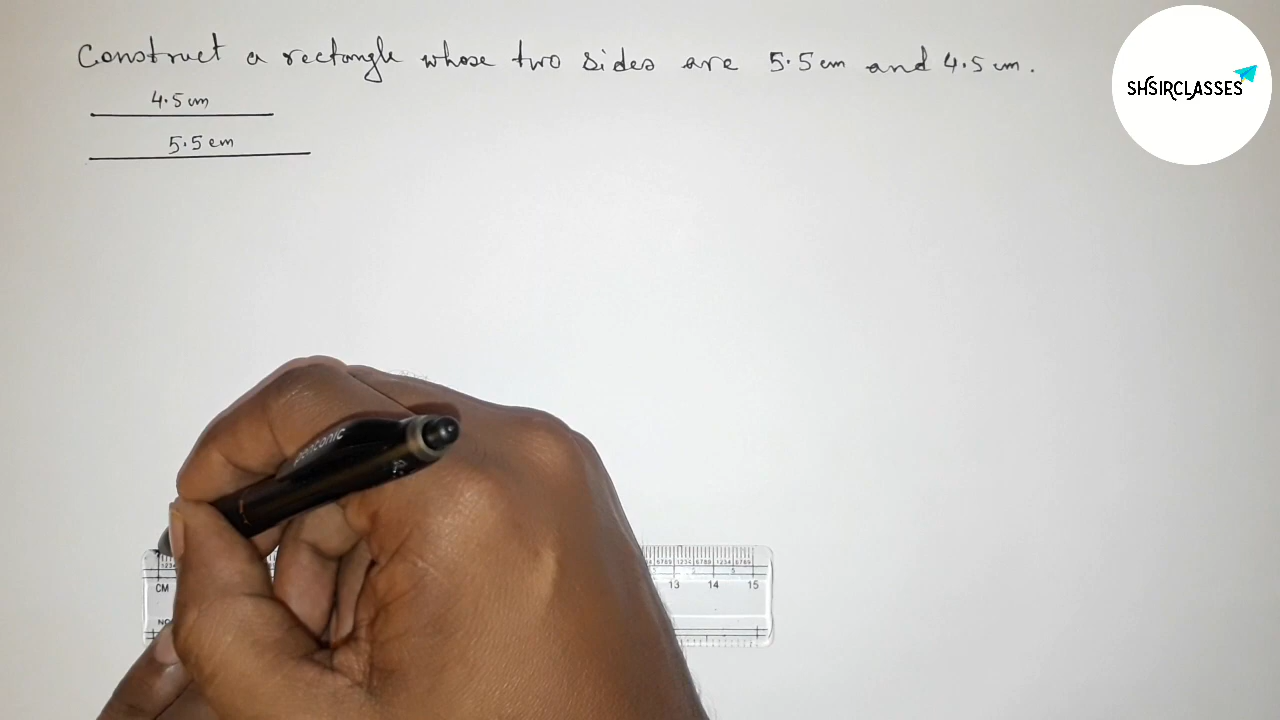 Construct a rectangle whose two sides are 5.5 cm and 4.5 cm.
4.5 cm
5.5 cm
SHSIRCLASSES
CM 13 14 15